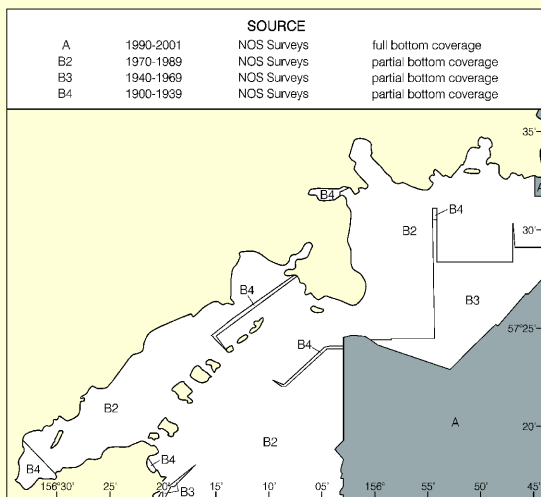 SOURCE
A 1990-2001 NOS Surveys full bottom coverage
B2 1970-1989 NOS Surveys partial bottom coverage
B3 1940-1969 NOS Surveys partial bottom coverage
B4 1900-1939 NOS Surveys partial bottom coverage
35'
A
B4
B4
B2
30'
B4
B3
57°25'
B4
B2
A
20'
B2
B4
B4
B3
156°30' 25' 20' 15' 10' 05' 156° 55' 50' 45'